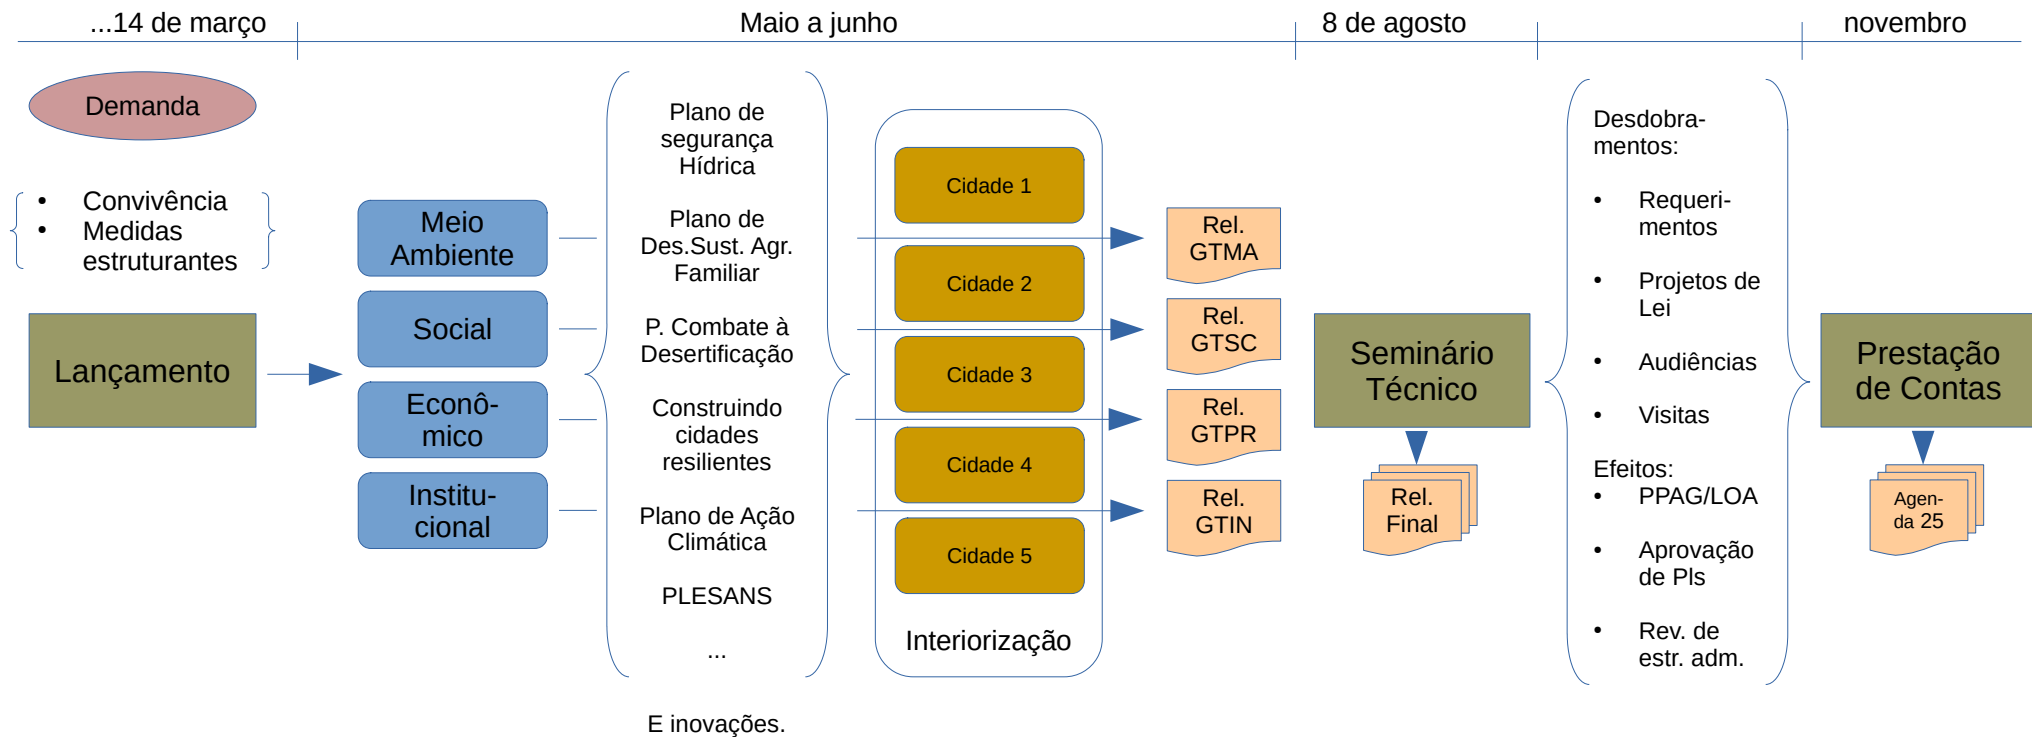 ...14 de março
Maio a junho
8 de agosto
novembro
Demanda
• Convivência
• Medidas
estruturantes
Lançamento
Meio
Ambiente
Social
Econô-
mico
Institu-
cional
Plano de
segurança
Hídrica
Plano de
Des.Sust. Agr.
Familiar
P. Combate à
Desertificação
Construindo
cidades
resilientes
Plano de Ação
Climática
PLESANS
...
E inovações.
Cidade 1
Cidade 2
Cidade 3
Cidade 4
Cidade 5
Interiorização
Rel.
GTMA
Rel.
GTSC
Rel.
GTPR
Rel.
GTIN
Seminário
Técnico
Rel.
Final
Desdobra-
mentos:
• Requeri-
mentos
• Projetos de
Lei
• Audiências
• Visitas
Efeitos:
• PPAG/LOA
• Aprovação
de Pls
• Rev. de
estr. adm.
Prestação
de Contas
Agen-
da 25